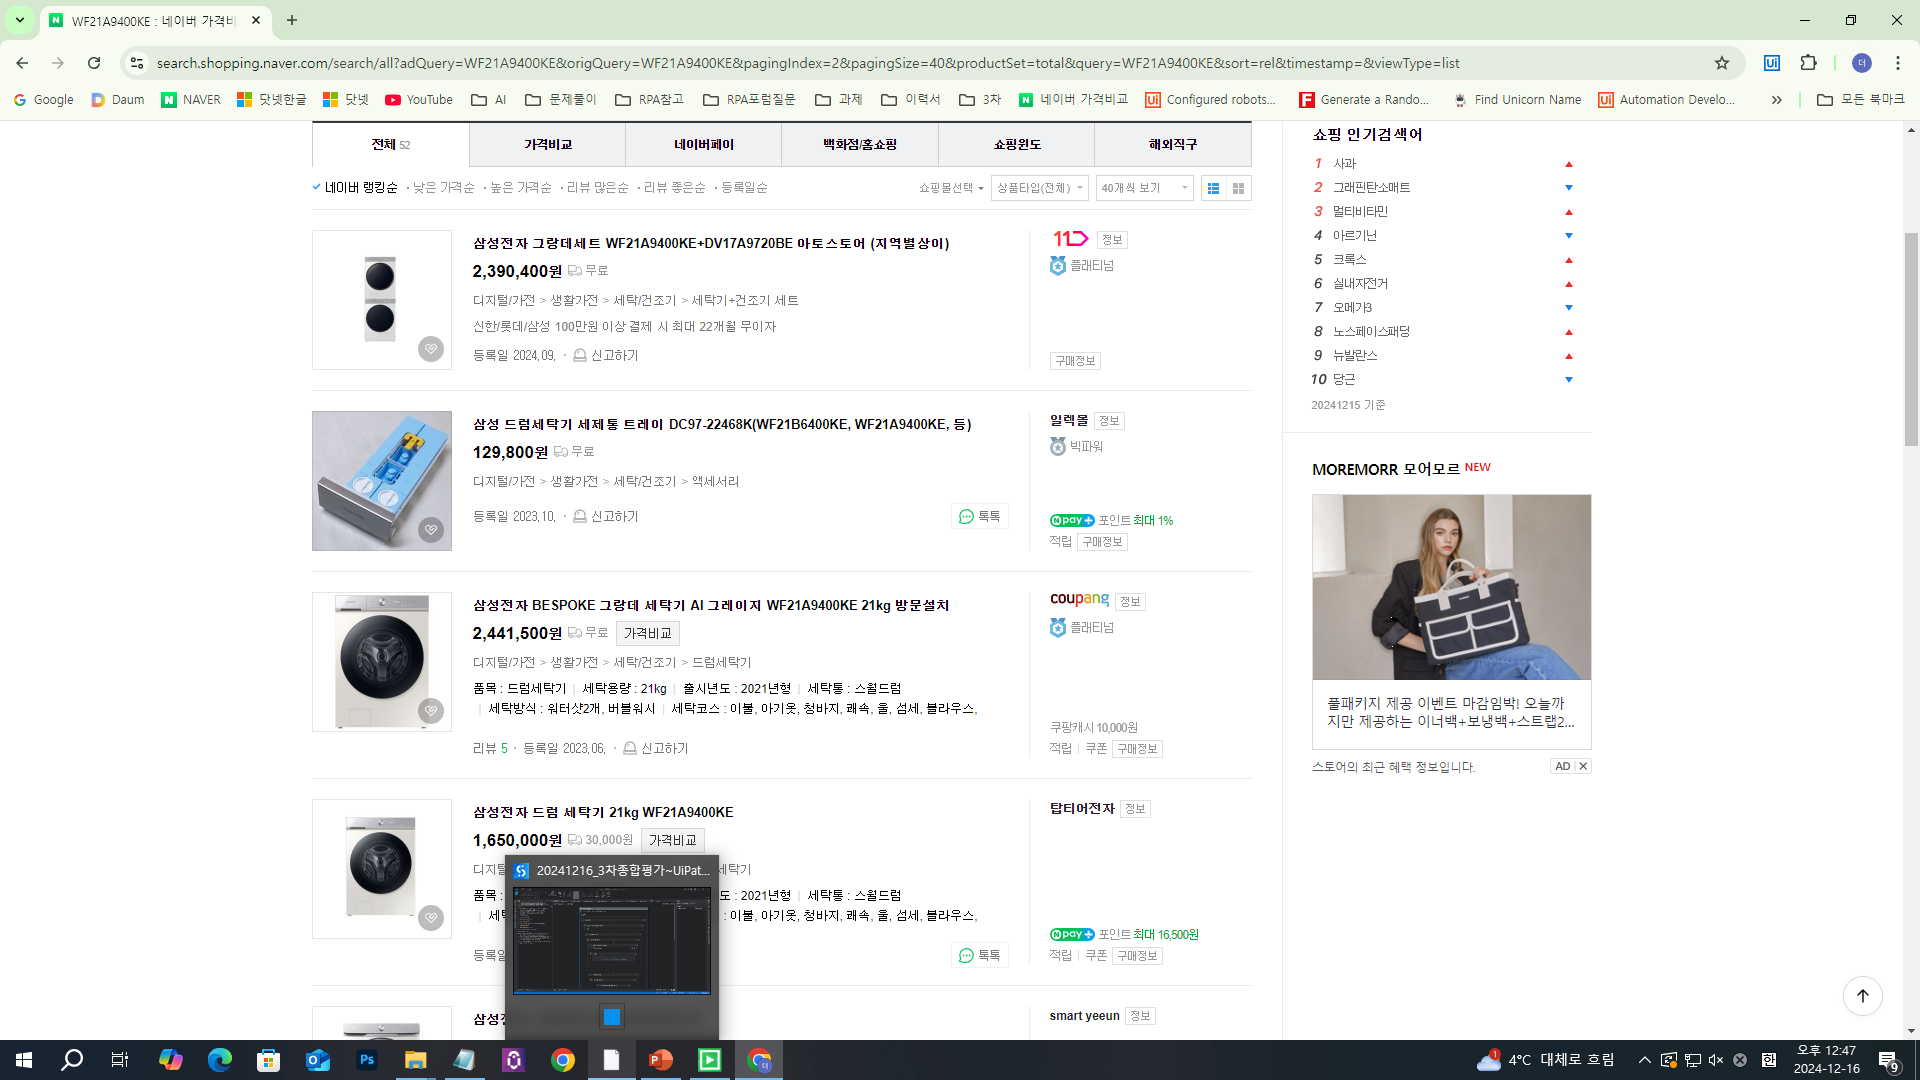 WF21A9400KE : 네이버 가격비
search.shopping.naver.com/search/all?adQuery=WF21A9400KE&origQuery=WF21A9400KE&pagingIndex=2&pagingSize=40&productSet=total&query=WF21A9400KE&sort=rel&timestamp=&viewType=list
더
Google Daum NAVER 닷넷한글 닷넷 YouTube AI 문제풀이 RPA참고 RPA포럼질문 과제 이력서 3차 네이버 가격비교 Configured robots... Generate a Rando... Find Unicorn Name Automation Develo... 모든 북마크
전체 52 가격비교 네이버페이 백화점/홈쇼핑 쇼핑윈도 해외직구
네이버 랭킹순 · 낮은 가격순 · 높은 가격순 · 리뷰 많은순 · 리뷰 좋은순 · 등록일순 쇼핑몰선택 상품타입(전체) 40개씩 보기
삼성전자 그랑데세트 WF21A9400KE+DV17A9720BE 아토스토어 (지역별상이)
2,390,400원 무료
디지털/가전 > 생활가전 > 세탁/건조기 > 세탁기+건조기 세트
신한/롯데/삼성 100만원 이상 결제 시 최대 22개월 무이자
등록일 2024.09. · 신고하기
11 정보
플래티넘
구매정보
삼성 드럼세탁기 세제통 트레이 DC97-22468K(WF21B6400KE, WF21A9400KE, 등)
129,800원 무료
디지털/가전 > 생활가전 > 세탁/건조기 > 액세서리
등록일 2023.10. · 신고하기
톡톡
일렉몰 정보
빅파워
N pay+ 포인트 최대 1%
적립 구매정보
삼성전자 BESPOKE 그랑데 세탁기 AI 그레이지 WF21A9400KE 21kg 방문설치
2,441,500원 무료 가격비교
디지털/가전 > 생활가전 > 세탁/건조기 > 드럼세탁기
품목 : 드럼세탁기 | 세탁용량 : 21kg | 출시년도 : 2021년형 | 세탁통 : 스월드럼
| 세탁방식 : 워터샷2개, 버블워시 | 세탁코스 : 이불, 아기옷, 청바지, 쾌속, 울, 섬세, 블라우스,
리뷰 5 · 등록일 2023.06. · 신고하기
coupang 정보
플래티넘
쿠팡캐시 10,000원
적립 | 쿠폰 구매정보
삼성전자 드럼 세탁기 21kg WF21A9400KE
1,650,000원 30,000원 가격비교
디지털 세탁기
품목 : 도 : 2021년형 | 세탁통 : 스월드럼
| 세탁 : 이불, 아기옷, 청바지, 쾌속, 울, 섬세, 블라우스,
등록일
톡톡
탑티어전자 정보
N pay+ 포인트 최대 16,500원
적립 | 쿠폰 구매정보
삼성전
smart yeeun 정보
20241216_3차종합평가~UiPat...
쇼핑 인기검색어
1 사과
2 그래핀탄소매트
3 멀티비타민
4 아르기닌
5 크록스
6 실내자전거
7 오메가3
8 노스페이스패딩
9 뉴발란스
10 당근
20241215 기준
MOREMORR 모어모르 NEW
풀패키지 제공 이벤트 마감임박! 오늘까
지만 제공하는 이너백+보냉백+스트랩2...
스토어의 최근 혜택 정보입니다. AD
1 4°C 대체로 흐림 한 오후 12:47
2024-12-16 9